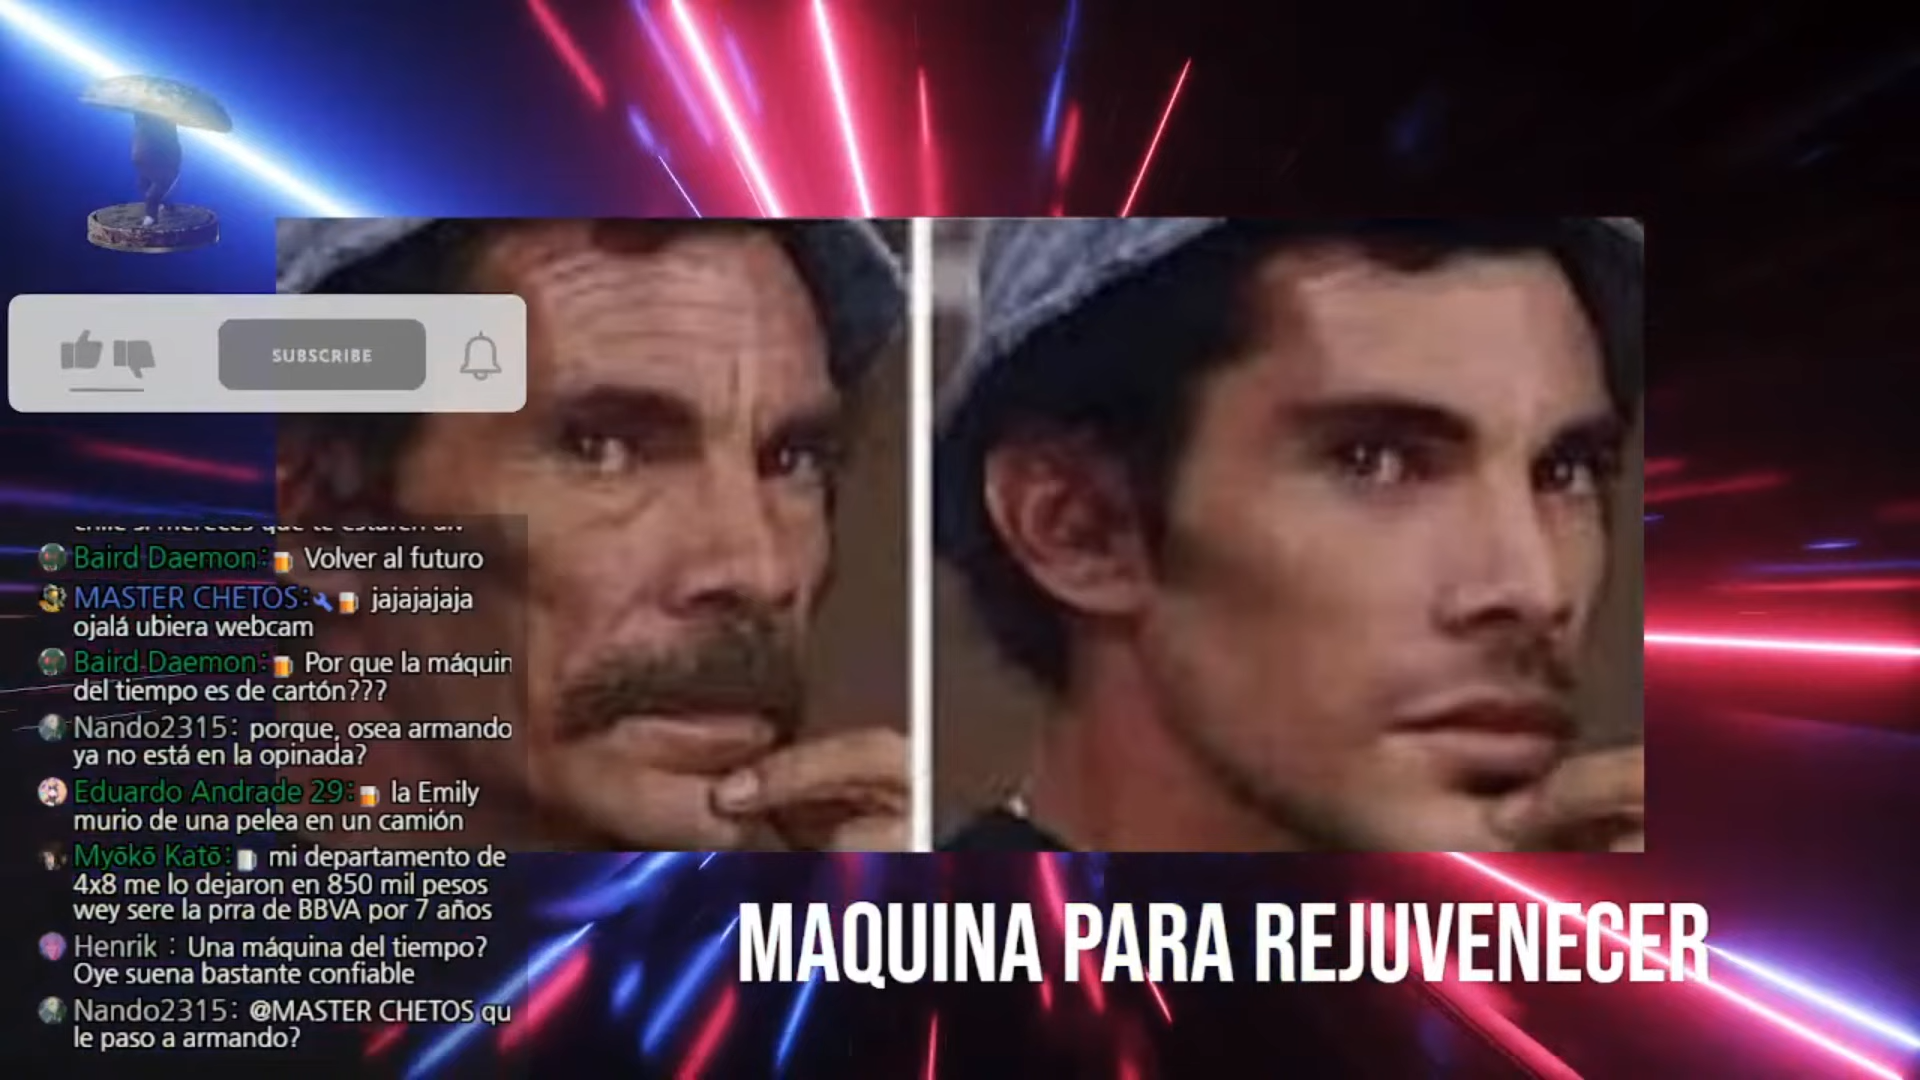 SUBSCRIBE
Baird Daemon: Volver al futuro
MASTER CHETOS: jajajajaja
ojalá ubiera webcam
Baird Daemon: Por que la máquin
del tiempo es de cartón???
Nando2315: porque, osea armando
ya no está en la opinada?
Eduardo Andrade 29: la Emily
murio de una pelea en un camión
Myōkō Katō: mi departamento de
4x8 me lo dejaron en 850 mil pesos
wey sere la prra de BBVA por 7 años
Henrik : Una máquina del tiempo?
Oye suena bastante confiable
Nando2315: @MASTER CHETOS qu
le paso a armando?
MAQUINA PARA REJUVENECER